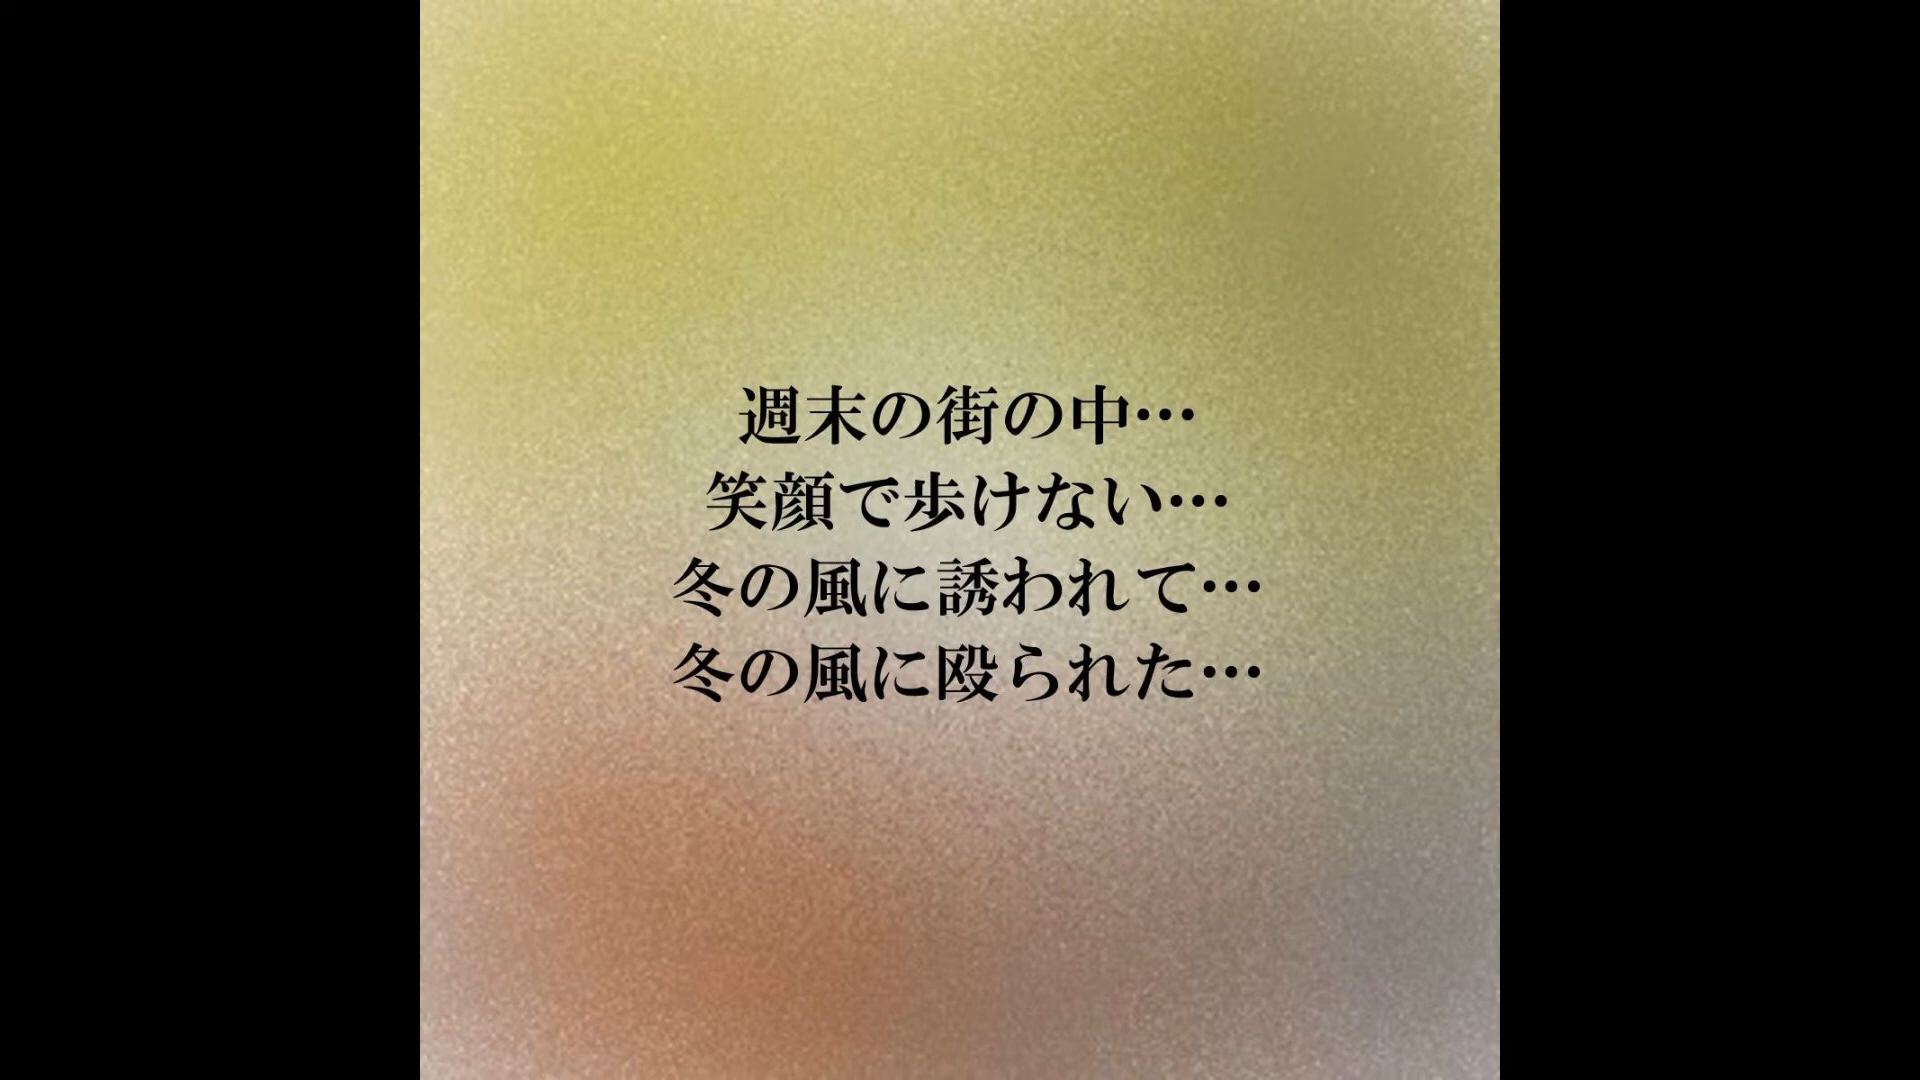 週末の街の中…
笑顔で歩けない…
冬の風に誘われて…
冬の風に殴られた…